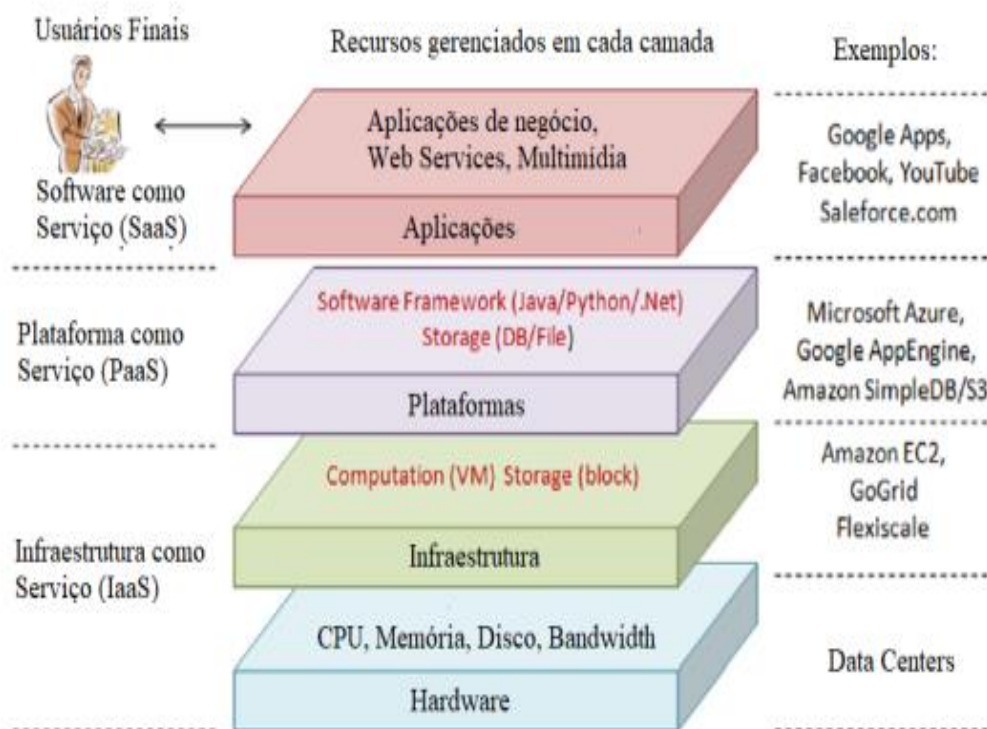 Usuários Finais
Recursos gerenciados em cada camada
Exemplos:
Aplicações de negócio,
Web Services, Multimídia
Aplicações
Software como
Serviço (SaaS)
Google Apps,
Facebook, YouTube
Saleforce.com
Plataforma como
Serviço (PaaS)
Software Framework (Java/Python/.Net)
Storage (DB/File)
Plataformas
Microsoft Azure,
Google AppEngine,
Amazon SimpleDB/S3
Infraestrutura como
Serviço (IaaS)
Computation (VM) Storage (block)
Infraestrutura
Amazon EC2,
GoGrid
Flexiscale
CPU, Memória, Disco, Bandwidth
Hardware
Data Centers